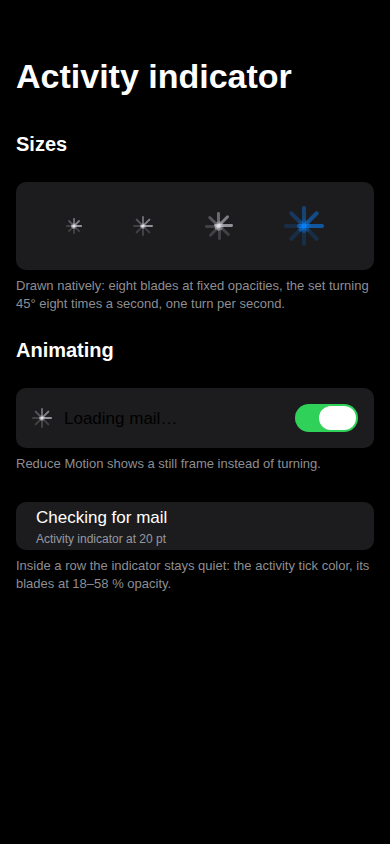 Activity indicator
Sizes
Drawn natively: eight blades at fixed opacities, the set turning
45° eight times a second, one turn per second.
Animating
Loading mail…
Reduce Motion shows a still frame instead of turning.
Checking for mail
Activity indicator at 20 pt
Inside a row the indicator stays quiet: the activity tick color, its
blades at 18–58 % opacity.